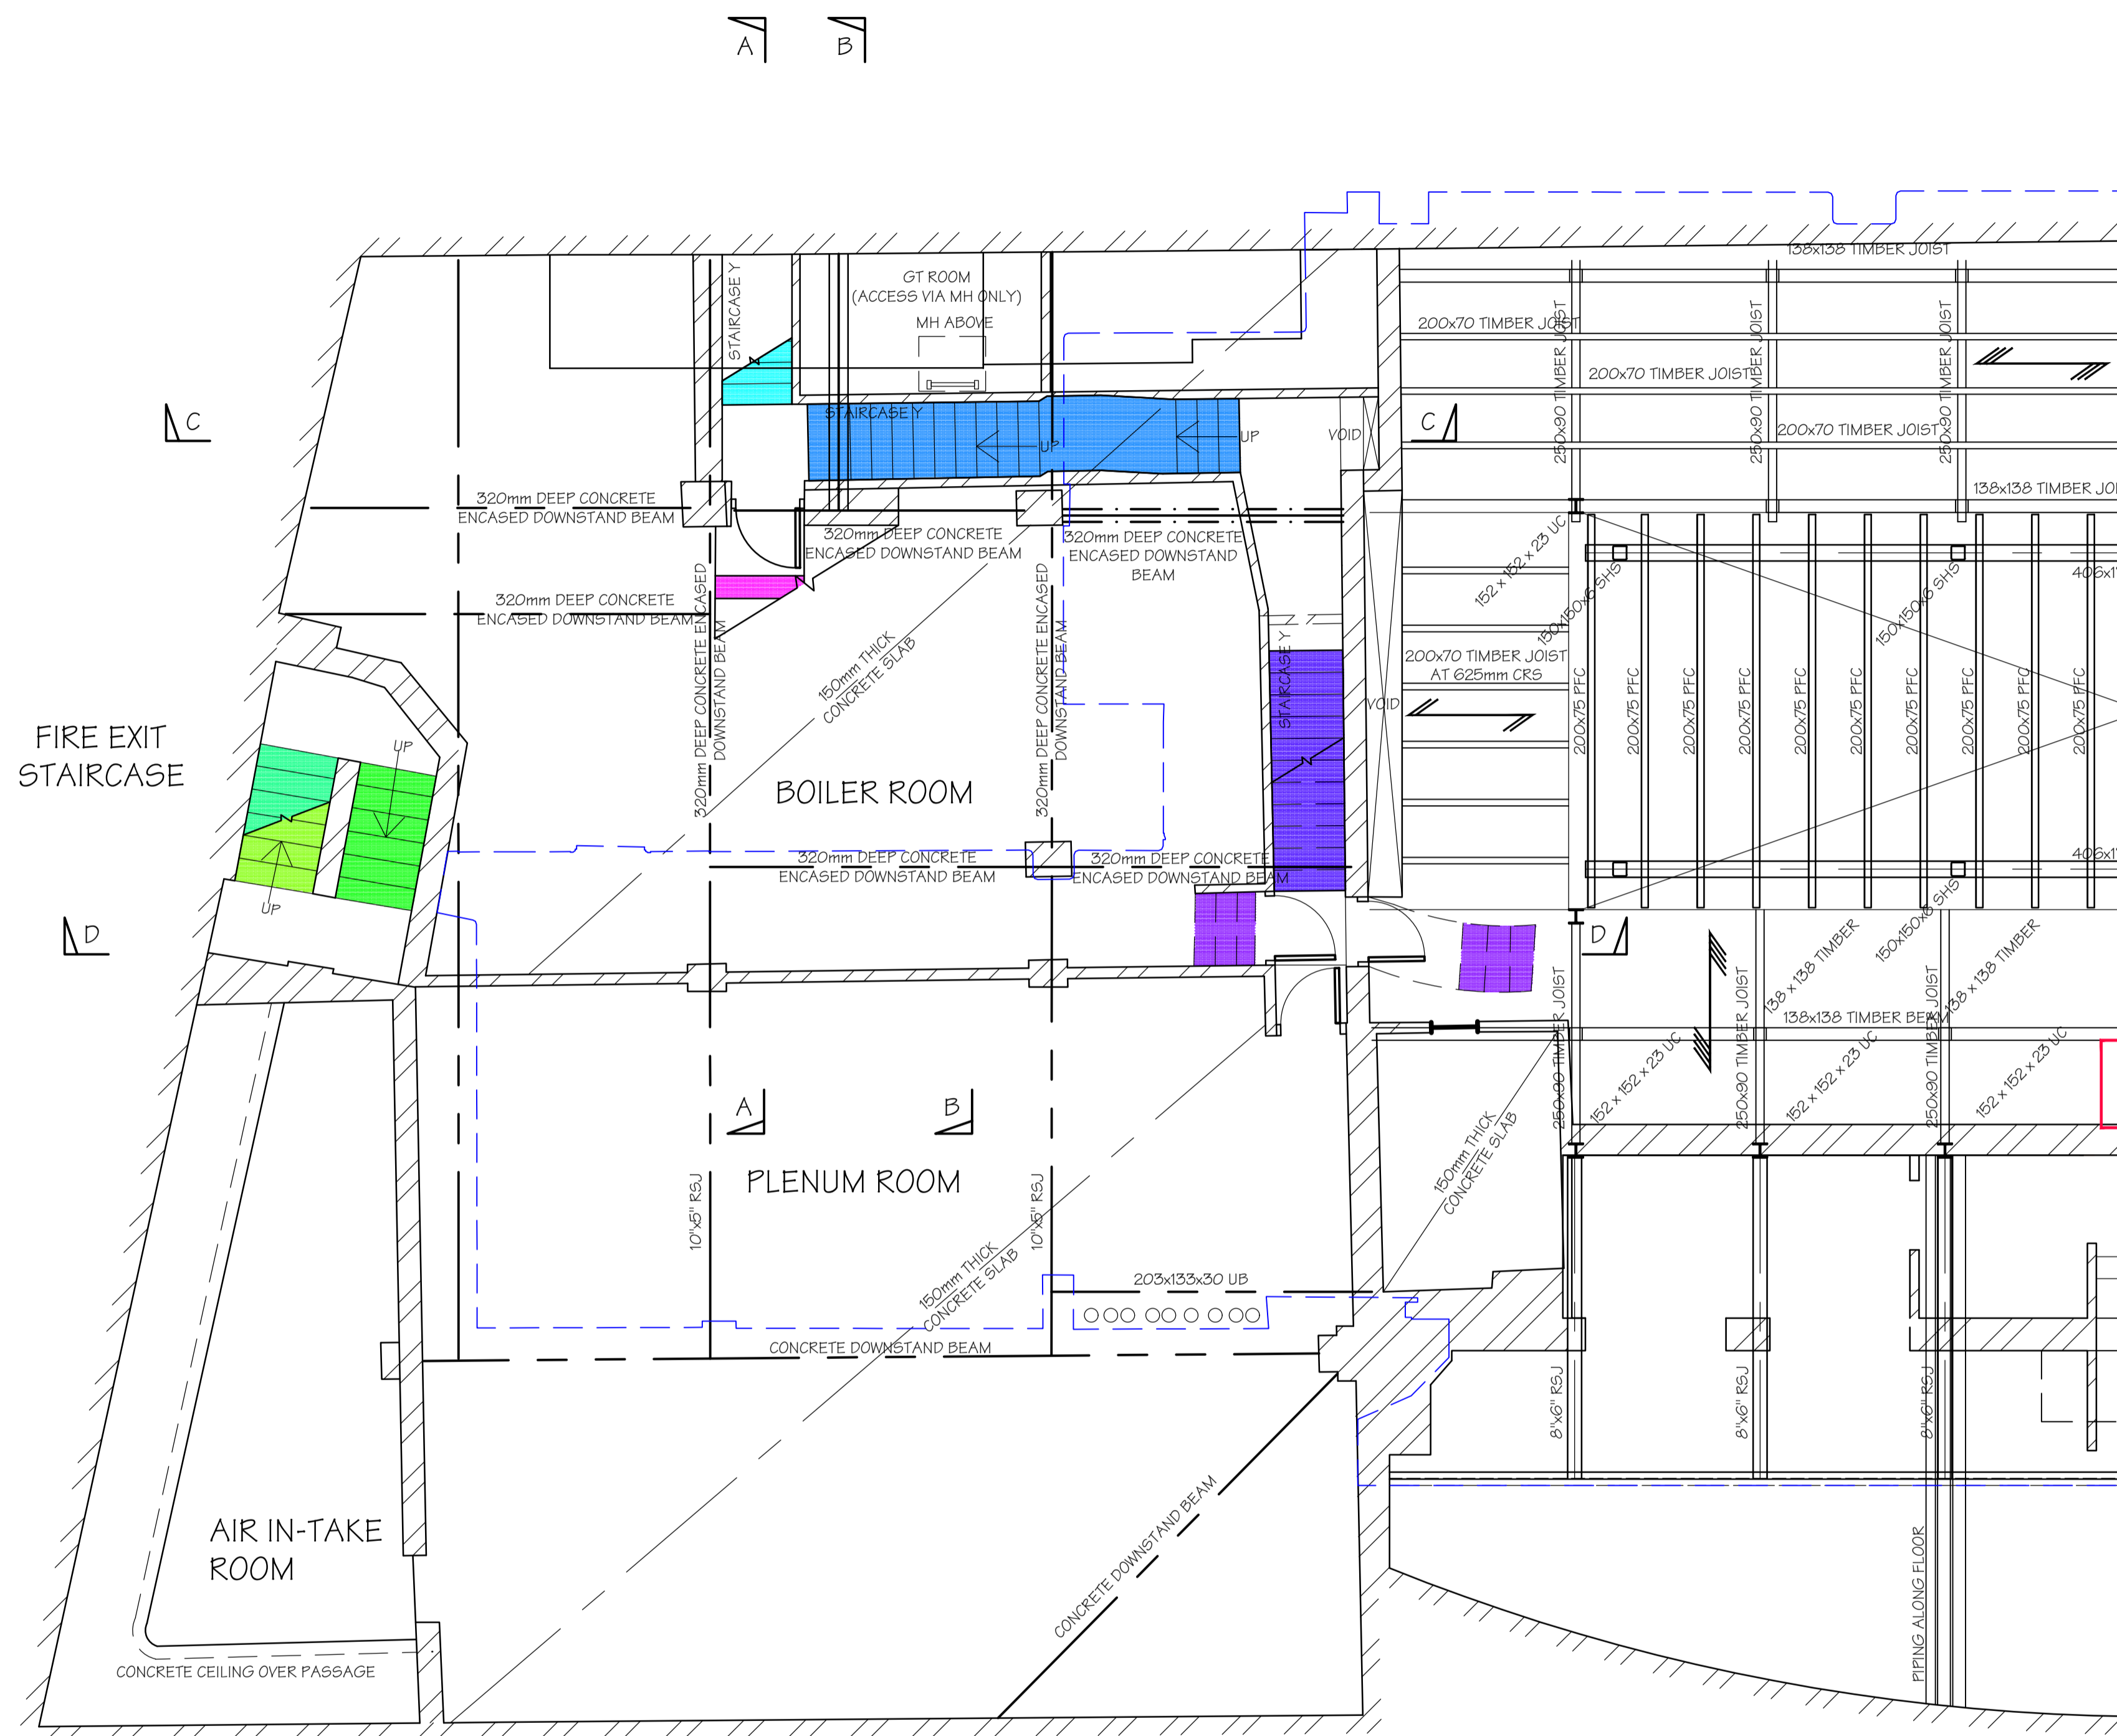 A
B
STAIRCASE Y
GT ROOM
(ACCESS VIA MH ONLY)
MH ABOVE
138x138 TIMBER JOIST
200x70 TIMBER JOIST
250x90 TIMBER JOIST
250x90 TIMBER JOIST
250x90 TIMBER JOIST
200x70 TIMBER JOIST
200x70 TIMBER JOIST
C
STAIRCASE Y
UP
UP
VOID
C
138x138 TIMBER JOI
320mm DEEP CONCRETE
ENCASED DOWNSTAND BEAM
320mm DEEP CONCRETE
ENCASED DOWNSTAND BEAM
320mm DEEP CONCRETE
ENCASED DOWNSTAND
BEAM
320mm DEEP CONCRETE
ENCASED DOWNSTAND BEAM
320mm DEEP CONCRETE ENCASED
DOWNSTAND BEAM
320mm DEEP CONCRETE ENCASED
DOWNSTAND BEAM
150mm THICK
CONCRETE SLAB
STAIRCASE Y
VOID
152 x 152 x 23 UC
150x150x6 SHS
150x150x6 SHS
406x1
200x70 TIMBER JOIST
AT 625mm CRS
200x75 PFC
200x75 PFC
200x75 PFC
200x75 PFC
200x75 PFC
200x75 PFC
200x75 PFC
200x75 PFC
200x75 PFC
200x75 PFC
FIRE EXIT
STAIRCASE
UP
UP
BOILER ROOM
320mm DEEP CONCRETE
ENCASED DOWNSTAND BEAM
320mm DEEP CONCRETE
ENCASED DOWNSTAND BEAM
406x1
150x150x6 SHS
D
D
138 x 138 TIMBER
138 x 138 TIMBER
250x90 TIMBER JOIST
250x90 TIMBER JOIST
250x90 TIMBER JOIST
138x138 TIMBER BEAM
152 x 152 x 23 UC
152 x 152 x 23 UC
152 x 152 x 23 UC
A
B
PLENUM ROOM
150mm THICK
CONCRETE SLAB
10"x5" RSJ
10"x5" RSJ
150mm THICK
CONCRETE SLAB
203x133x30 UB
CONCRETE DOWNSTAND BEAM
8"x6" RSJ
8"x6" RSJ
8"x6" RSJ
CONCRETE DOWNSTAND BEAM
AIR IN-TAKE
ROOM
PIPING ALONG FLOOR
CONCRETE CEILING OVER PASSAGE